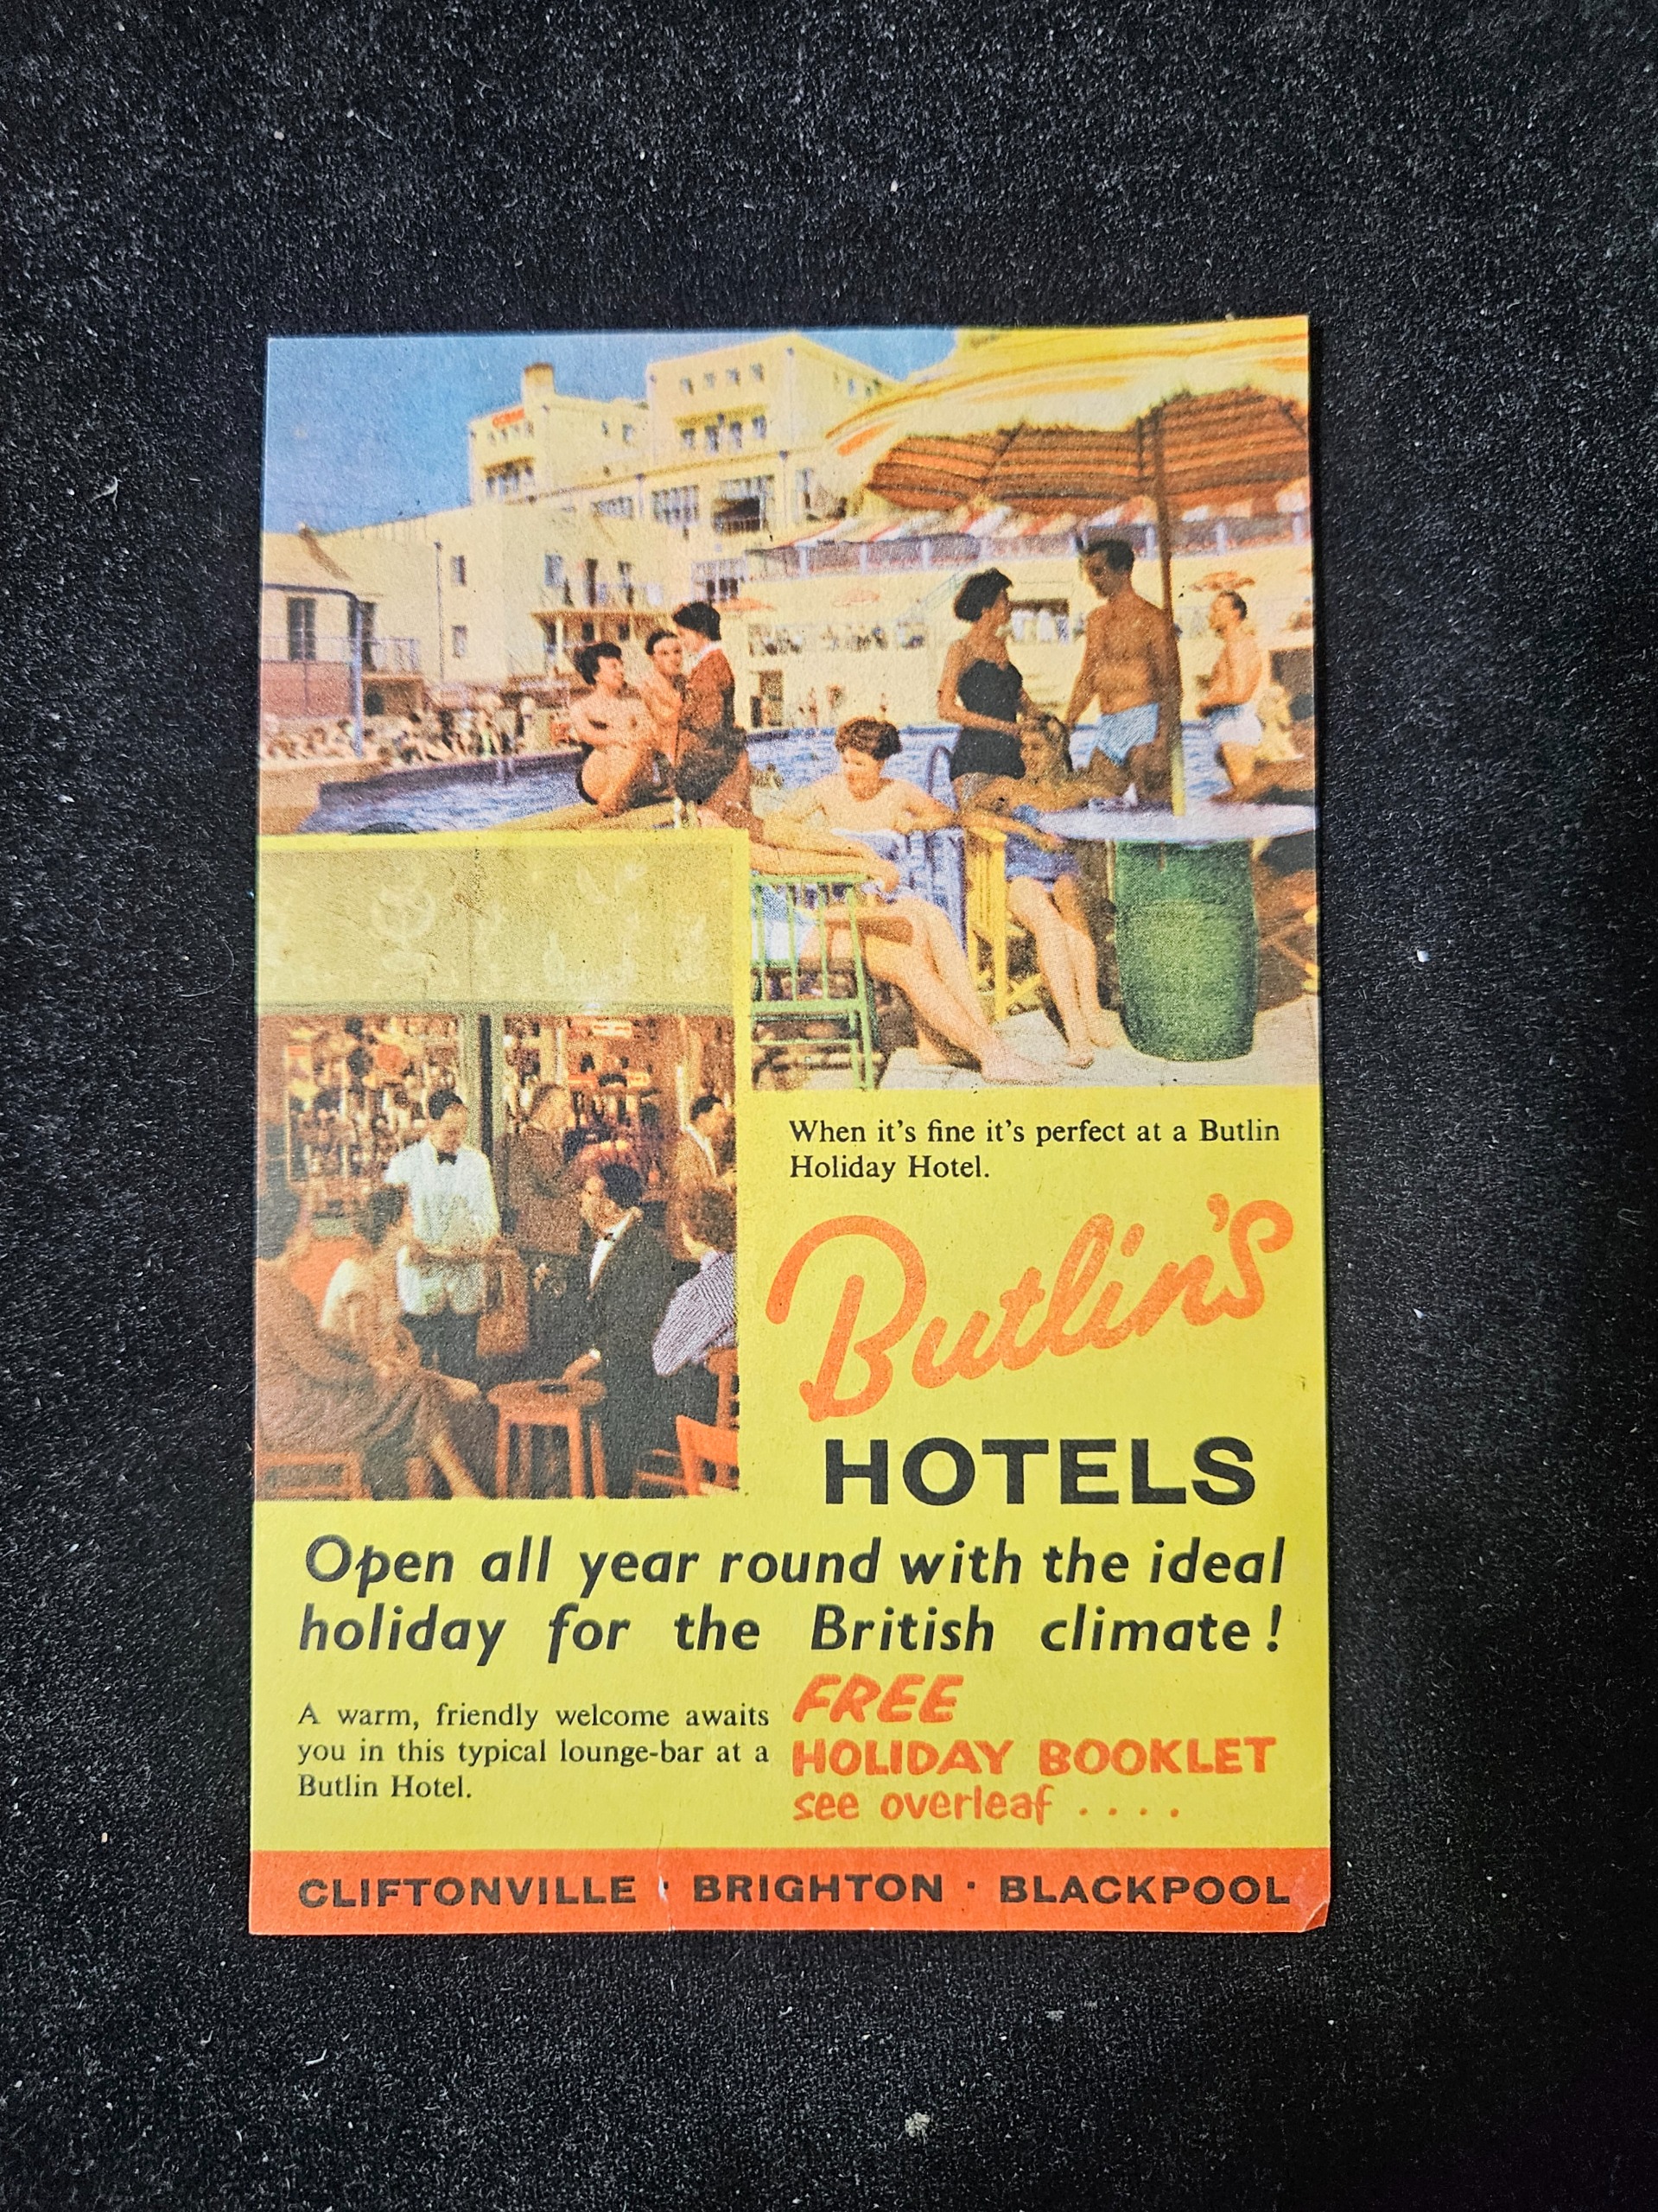 When it's fine it's perfect at a Butlin
Holiday Hotel.
Butlin's
HOTELS
Open all year round with the ideal
holiday for the British climate!
A warm, friendly welcome awaits
you in this typical lounge-bar at a
Butlin Hotel.
FREE
HOLIDAY BOOKLET
see overleaf ....
CLIFTONVILLE · BRIGHTON · BLACKPOOL